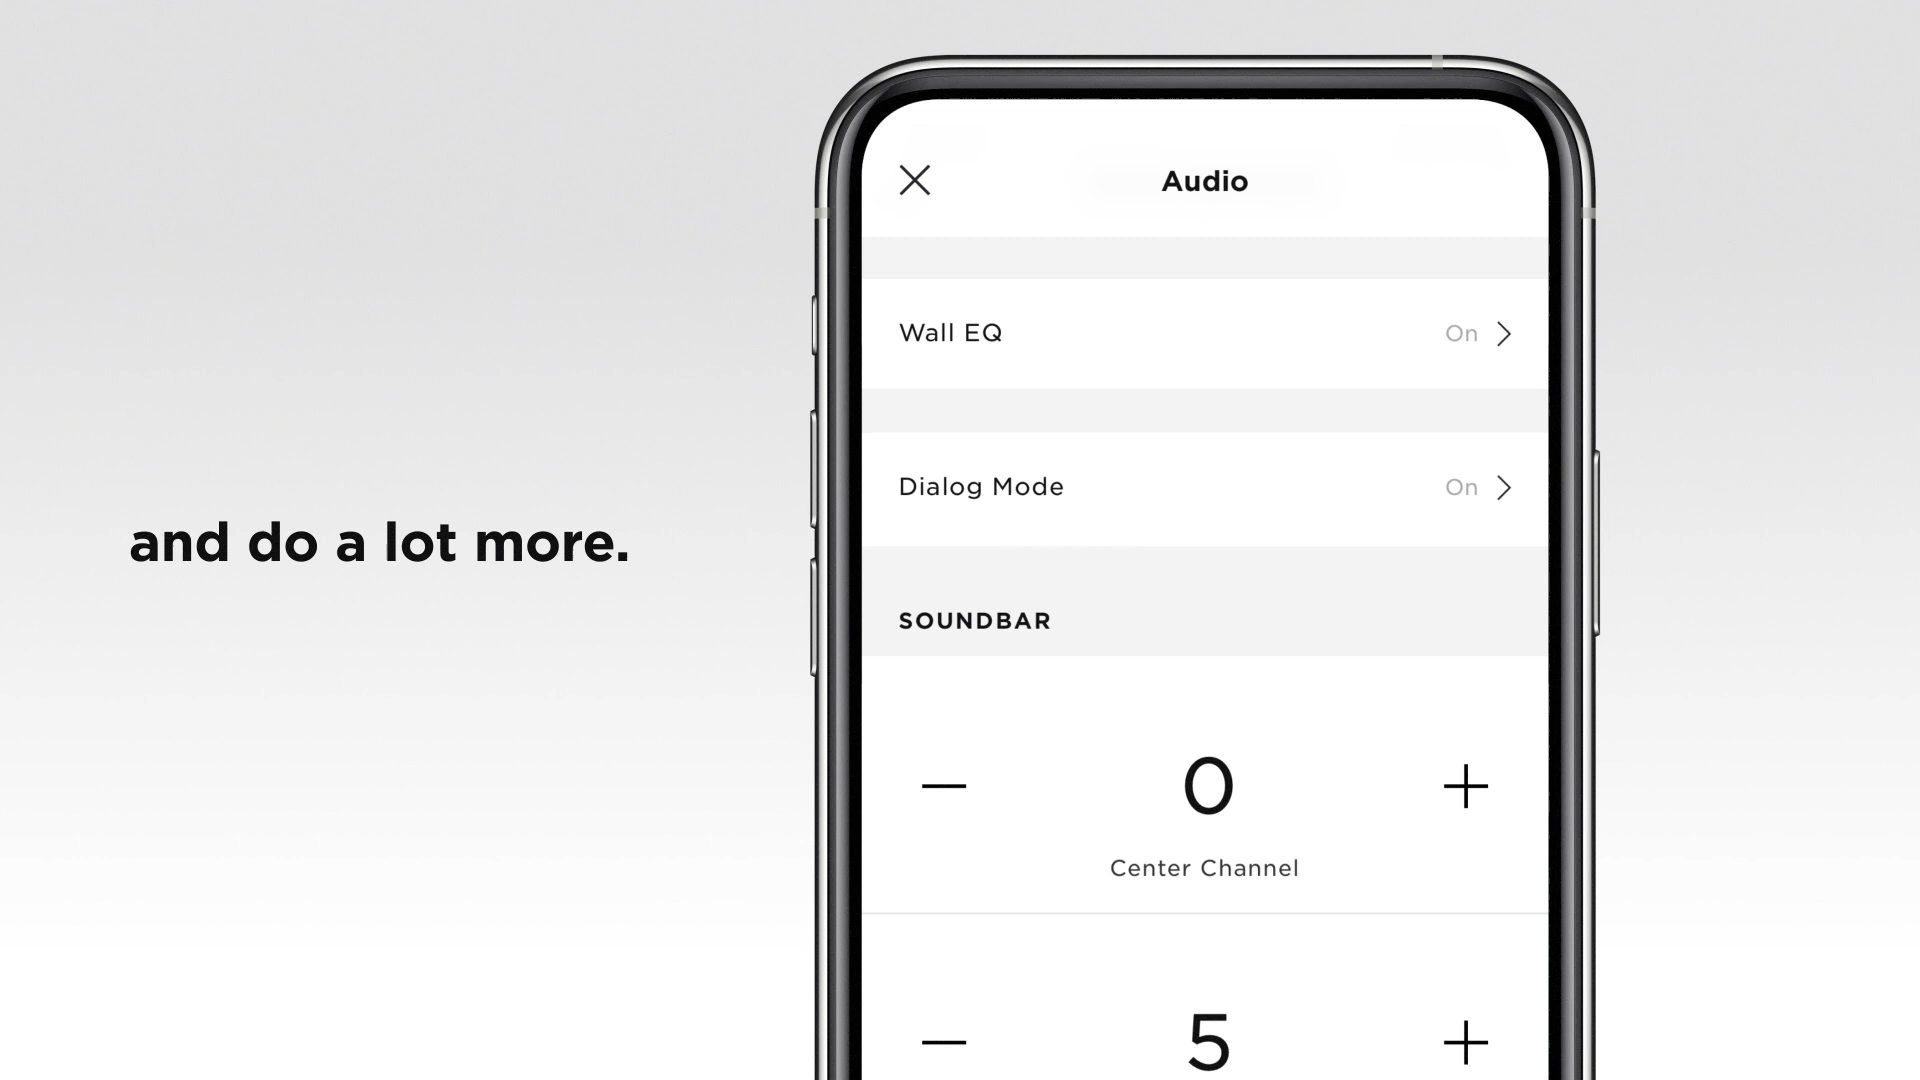 and do a lot more.
Audio
Wall EQ On
Dialog Mode On
SOUNDBAR
0
Center Channel
5